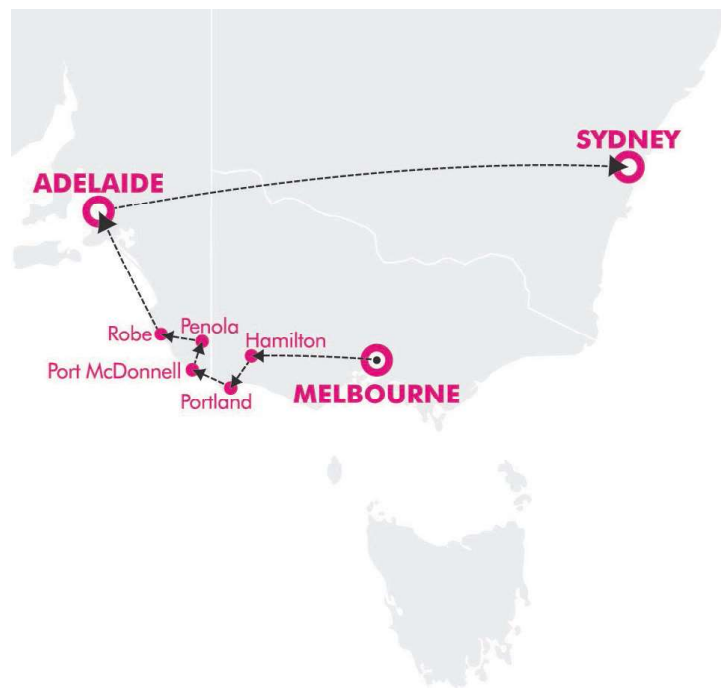 SYDNEY
ADELAIDE
Robe
Penola
Hamilton
Port McDonnell
Portland
MELBOURNE